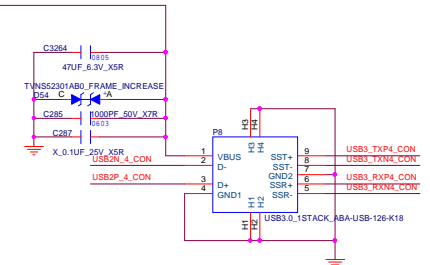 C3264
0805
47UF_6.3V_X5R
TVNS52301AB0_FRAME_INCREASE
D54 C A
C285 1000PF_50V_X7R
0603
C287
X_0.1UF_25V_X5R
P8
H3 H4
H3 H4
1 VBUS SST+ 9 USB3_TXP4_CON
USB2N_4_CON 2 D- SST- 8 USB3_TXN4_CON
GND2 7
USB2P_4_CON 3 D+ SSR+ 6 USB3_RXP4_CON
4 GND1 SSR- 5 USB3_RXN4_CON
H1 H2
H1 H2
USB3.0_1STACK_ABA-USB-126-K18